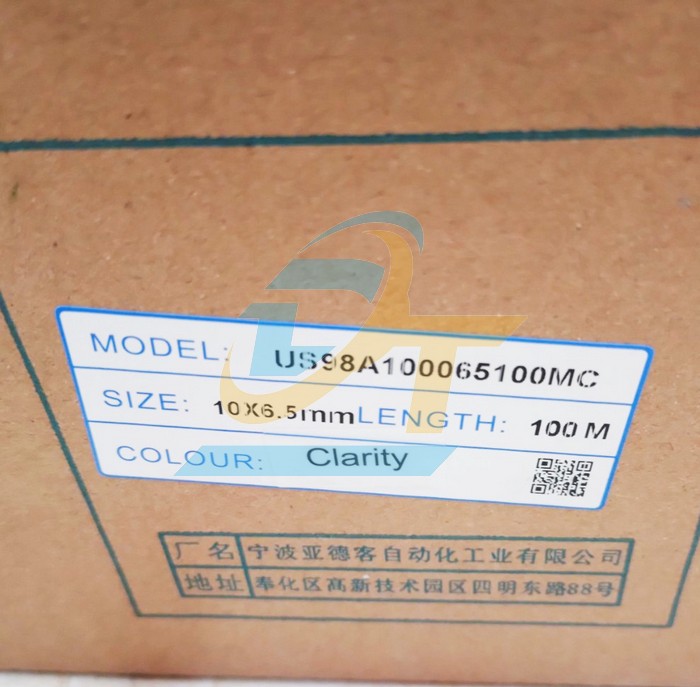 MODEL: US98A100065100MC
SIZE: 10X6.5mm LENGTH: 100 M
COLOUR: Clarity
厂名 宁波亚德客自动化工业有限公司
地址 奉化区高新技术园区四明东路88号